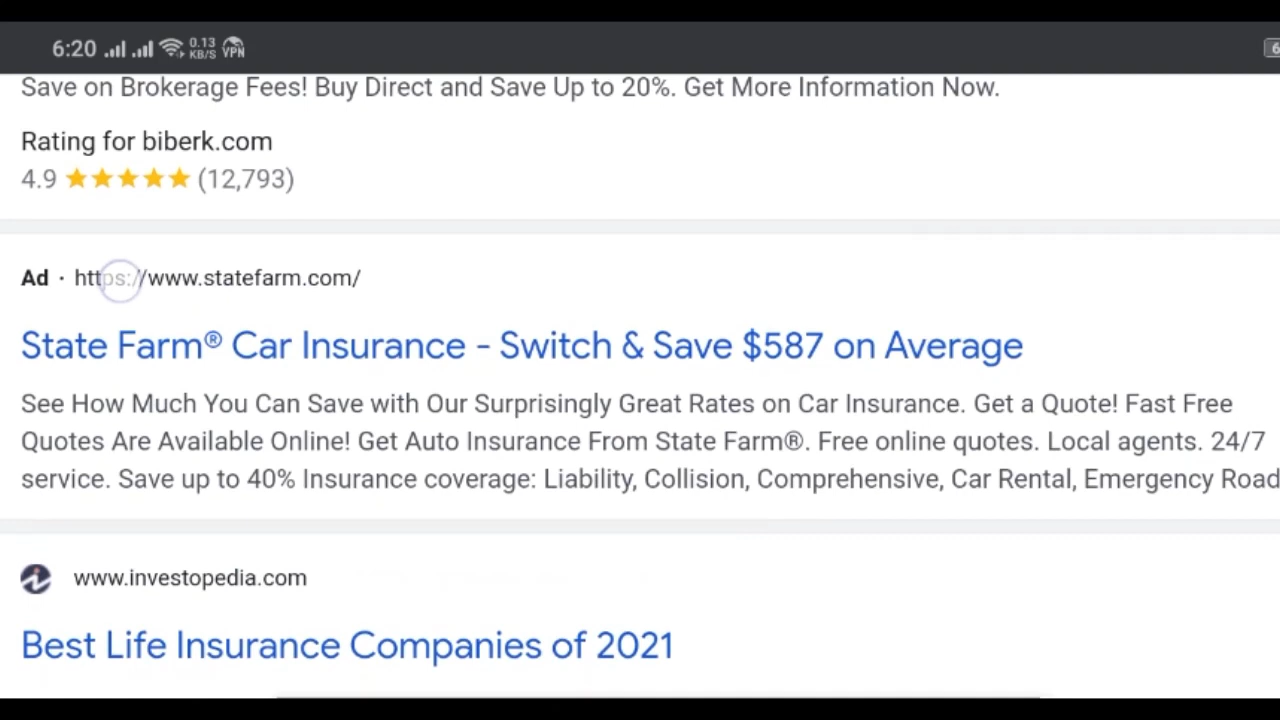 6:20 0.13 KB/S VPN 6
Save on Brokerage Fees! Buy Direct and Save Up to 20%. Get More Information Now.
Rating for biberk.com
4.9 ★★★★★ (12,793)
Ad · https://www.statefarm.com/
State Farm® Car Insurance - Switch & Save $587 on Average
See How Much You Can Save with Our Surprisingly Great Rates on Car Insurance. Get a Quote! Fast Free
Quotes Are Available Online! Get Auto Insurance From State Farm®. Free online quotes. Local agents. 24/7
service. Save up to 40% Insurance coverage: Liability, Collision, Comprehensive, Car Rental, Emergency Road
www.investopedia.com
Best Life Insurance Companies of 2021